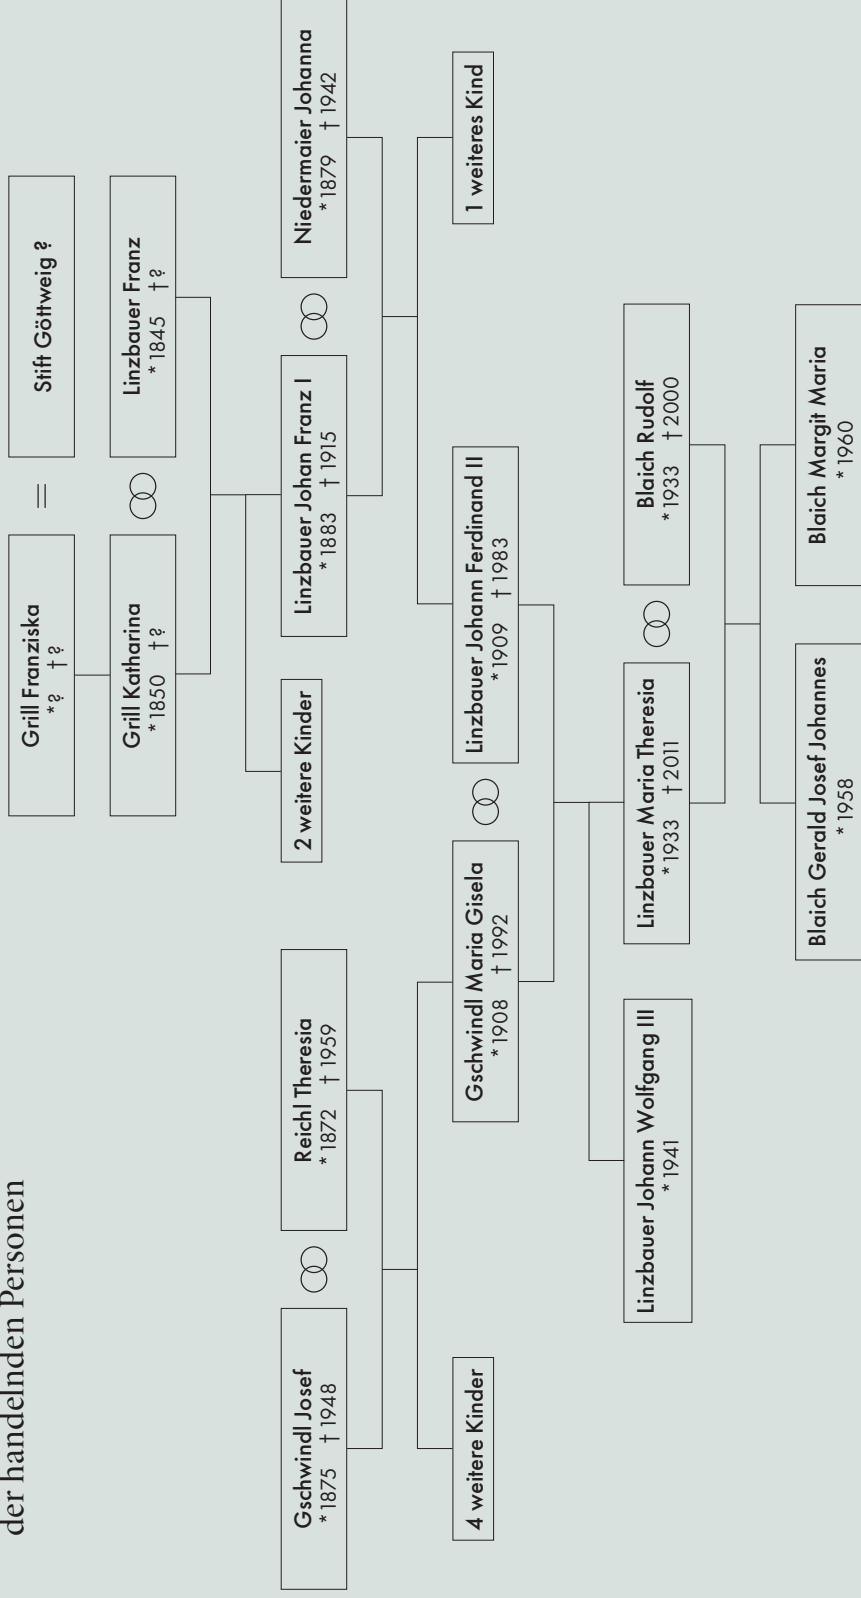 der handelnden Personen
Grill Franziska
*? †?
=
Stift Göttweig ?
Grill Katharina
*1850 †?
Linzbauer Franz
*1845 †?
Gschwindl Josef
*1875 †1948
Reichl Theresia
*1872 †1959
2 weitere Kinder
Linzbauer Johan Franz I
*1883 †1915
Niedermaier Johanna
*1879 †1942
4 weitere Kinder
Gschwindl Maria Gisela
*1908 †1992
Linzbauer Johann Ferdinand II
*1909 †1983
1 weiteres Kind
Linzbauer Johann Wolfgang III
*1941
Linzbauer Maria Theresia
*1933 †2011
Blaich Rudolf
*1933 †2000
Blaich Gerald Josef Johannes
*1958
Blaich Margit Maria
*1960